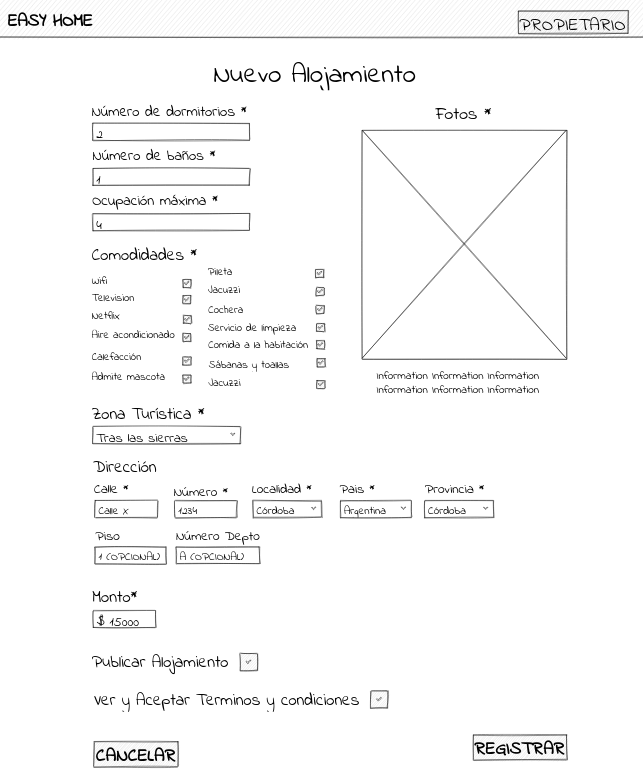 EASY HOME
PROPIETARIO
Nuevo Alojamiento
Número de dormitorios *
2
Número de baños *
1
Ocupación máxima *
4
Fotos *
Information Information Information
Information Information Information
Comodidades *
Wifi
Television
Netflix
Aire acondicionado
Calefacción
Admite mascota
Pileta
Jacuzzi
Cochera
Servicio de limpieza
Comida a la habitación
Sábanas y toallas
Jacuzzi
Zona Turística *
Tras las sierras
Dirección
Calle * Número * Localidad * Pais * Provincia *
Calle x 1234 Córdoba Argentina Córdoba
Piso Número Depto
1 (OPCIONAL) A (OPCIONAL)
Monto*
$ 15000
Publicar Alojamiento
Ver y Aceptar Terminos y condiciones
CANCELAR REGISTRAR